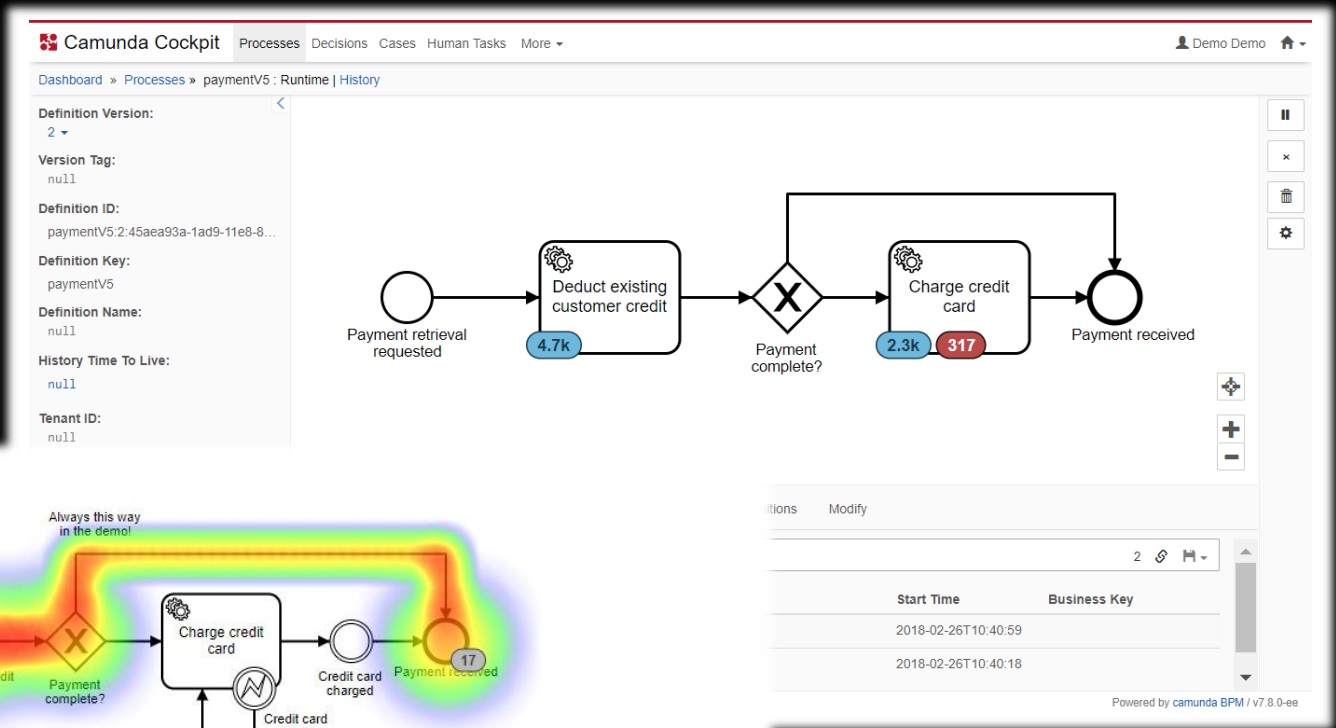 Camunda Cockpit Processes Decisions Cases Human Tasks More Demo Demo
Dashboard » Processes » paymentV5 : Runtime | History
Definition Version:
2
Version Tag:
null
Definition ID:
paymentV5:2:45aea93a-1ad9-11e8-8...
Definition Key:
paymentV5
Definition Name:
null
History Time To Live:
null
Tenant ID:
null
Payment retrieval
requested
Deduct existing
customer credit
4.7k
X
Payment
complete?
Charge credit
card
2.3k 317
Payment received
Modify
2
Start Time Business Key
2018-02-26T10:40:59
2018-02-26T10:40:18
Powered by camunda BPM / v7.8.0-ee
Always this way
in the demo!
X
Payment
complete?
Charge credit
card
Credit card
charged
Credit card
Payment received
17